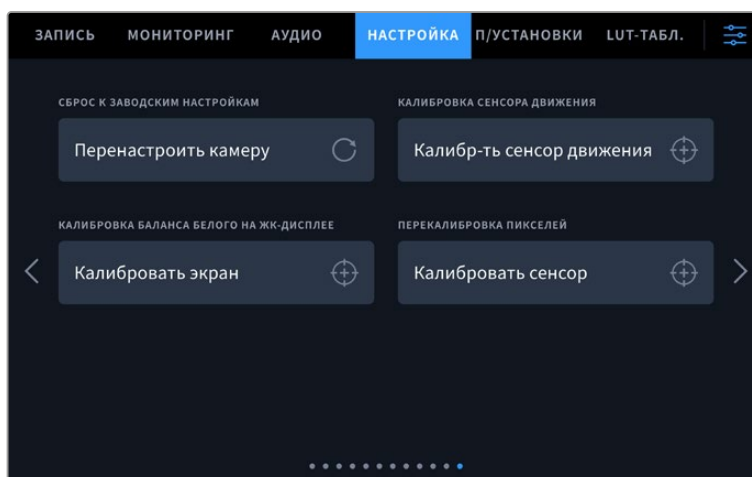 ЗАПИСЬ МОНИТОРИНГ АУДИО НАСТРОЙКА П/УСТАНОВКИ LUT-ТАБЛ.
СБРОС К ЗАВОДСКИМ НАСТРОЙКАМ КАЛИБРОВКА СЕНСОРА ДВИЖЕНИЯ
Перенастроить камеру Калибр-ть сенсор движения
КАЛИБРОВКА БАЛАНСА БЕЛОГО НА ЖК-ДИСПЛЕЕ ПЕРЕКАЛИБРОВКА ПИКСЕЛЕЙ
Калибровать экран Калибровать сенсор